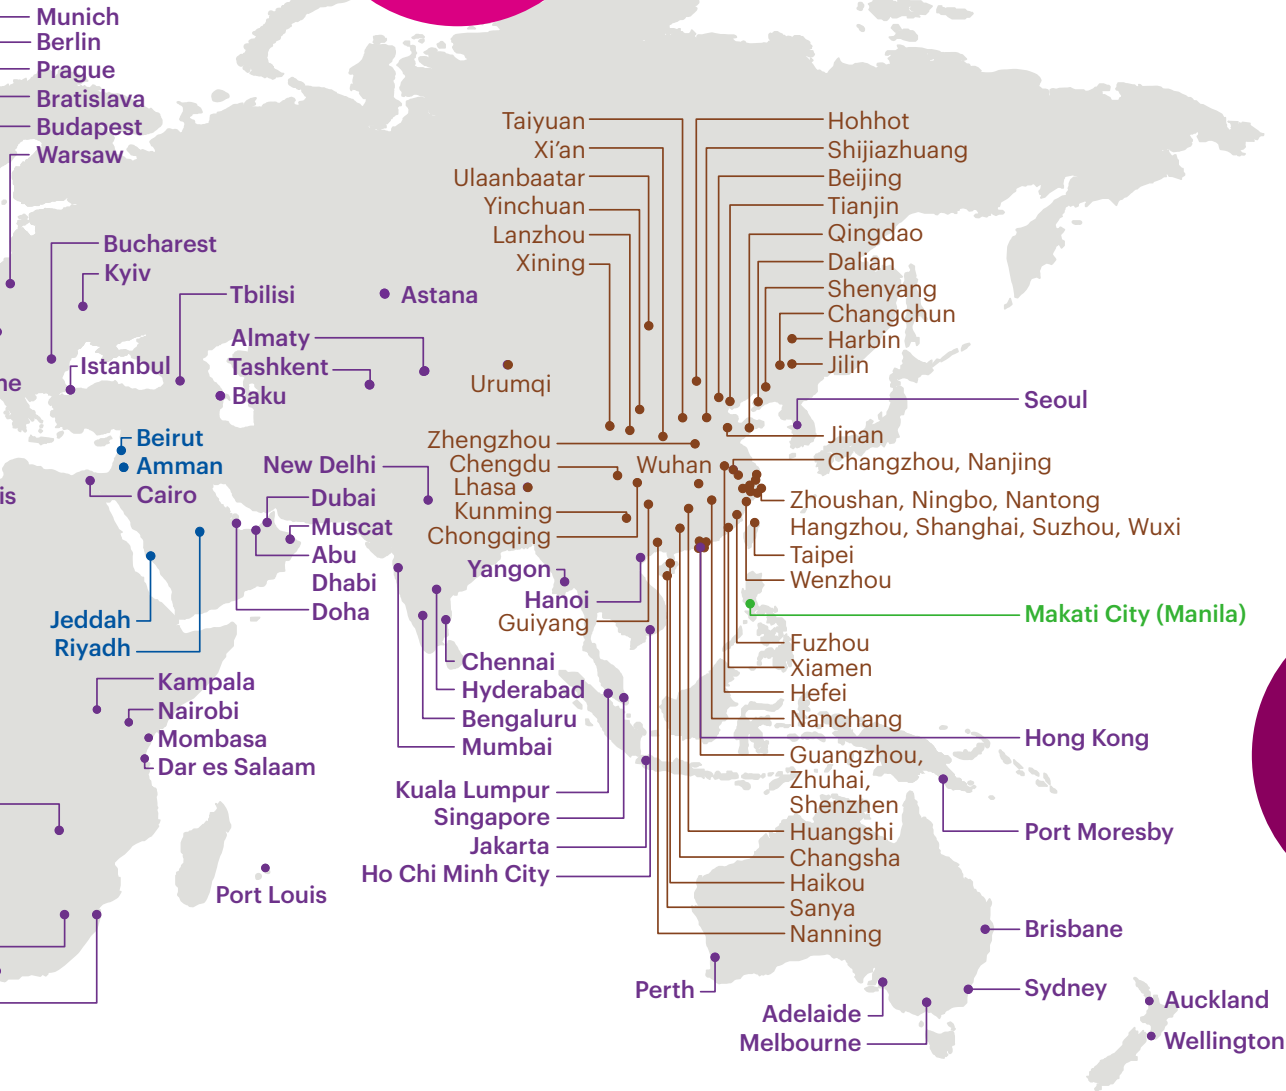 Munich
Berlin
Prague
Bratislava
Budapest
Warsaw
Bucharest
Kyiv
Tbilisi
Astana
Almaty
Istanbul
Tashkent
ne
Baku
Beirut
Amman
Cairo
is
New Delhi
Dubai
Muscat
Abu
Dhabi
Doha
Jeddah
Riyadh
Kampala
Nairobi
Mombasa
Dar es Salaam
Port Louis
Taiyuan
Xi’an
Ulaanbaatar
Yinchuan
Lanzhou
Xining
Urumqi
Zhengzhou
Chengdu
Wuhan
Lhasa
Kunming
Chongqing
Yangon
Hanoi
Guiyang
Chennai
Hyderabad
Bengaluru
Mumbai
Kuala Lumpur
Singapore
Jakarta
Ho Chi Minh City
Hohhot
Shijiazhuang
Beijing
Tianjin
Qingdao
Dalian
Shenyang
Changchun
Harbin
Jilin
Seoul
Jinan
Changzhou, Nanjing
Zhoushan, Ningbo, Nantong
Hangzhou, Shanghai, Suzhou, Wuxi
Taipei
Wenzhou
Makati City (Manila)
Fuzhou
Xiamen
Hefei
Nanchang
Hong Kong
Guangzhou,
Zhuhai,
Shenzhen
Huangshi
Changsha
Haikou
Sanya
Nanning
Port Moresby
Brisbane
Perth
Adelaide
Melbourne
Sydney
Auckland
Wellington